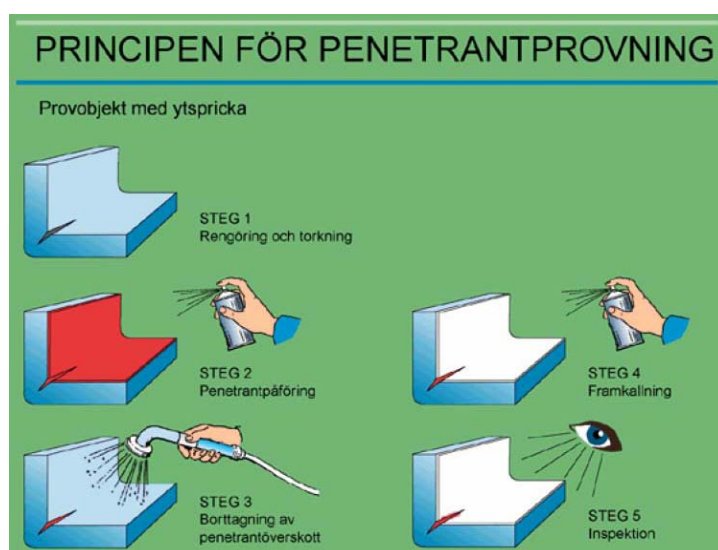 PRINCIPEN FÖR PENETRANTPROVNING
Provobjekt med ytspricka
STEG 1
Rengöring och torkning
STEG 2
Penetrantpåföring
STEG 3
Borttagning av
penetrantöverskott
STEG 4
Framkallning
STEG 5
Inspektion